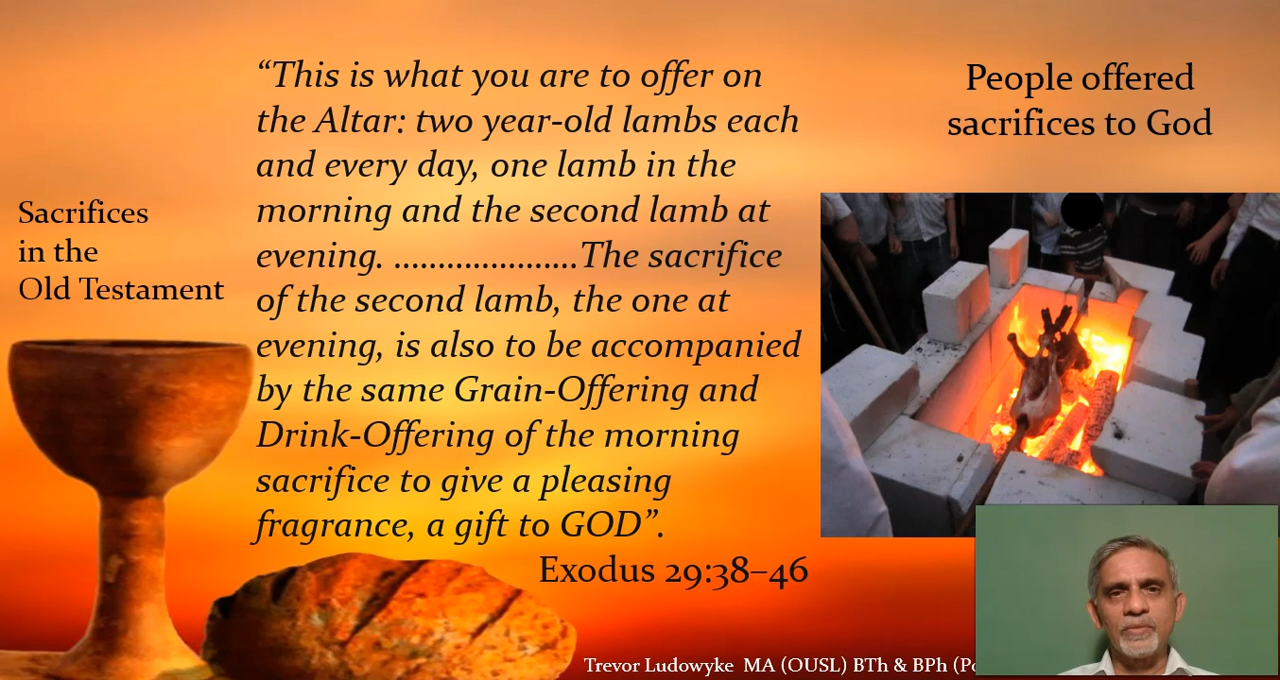 Sacrifices
in the
Old Testament
“This is what you are to offer on
the Altar: two year-old lambs each
and every day, one lamb in the
morning and the second lamb at
evening. .....................The sacrifice
of the second lamb, the one at
evening, is also to be accompanied
by the same Grain-Offering and
Drink-Offering of the morning
sacrifice to give a pleasing
fragrance, a gift to GOD”.
Exodus 29:38–46
People offered
sacrifices to God
Trevor Ludowyke MA (OUSL) BTh & BPh